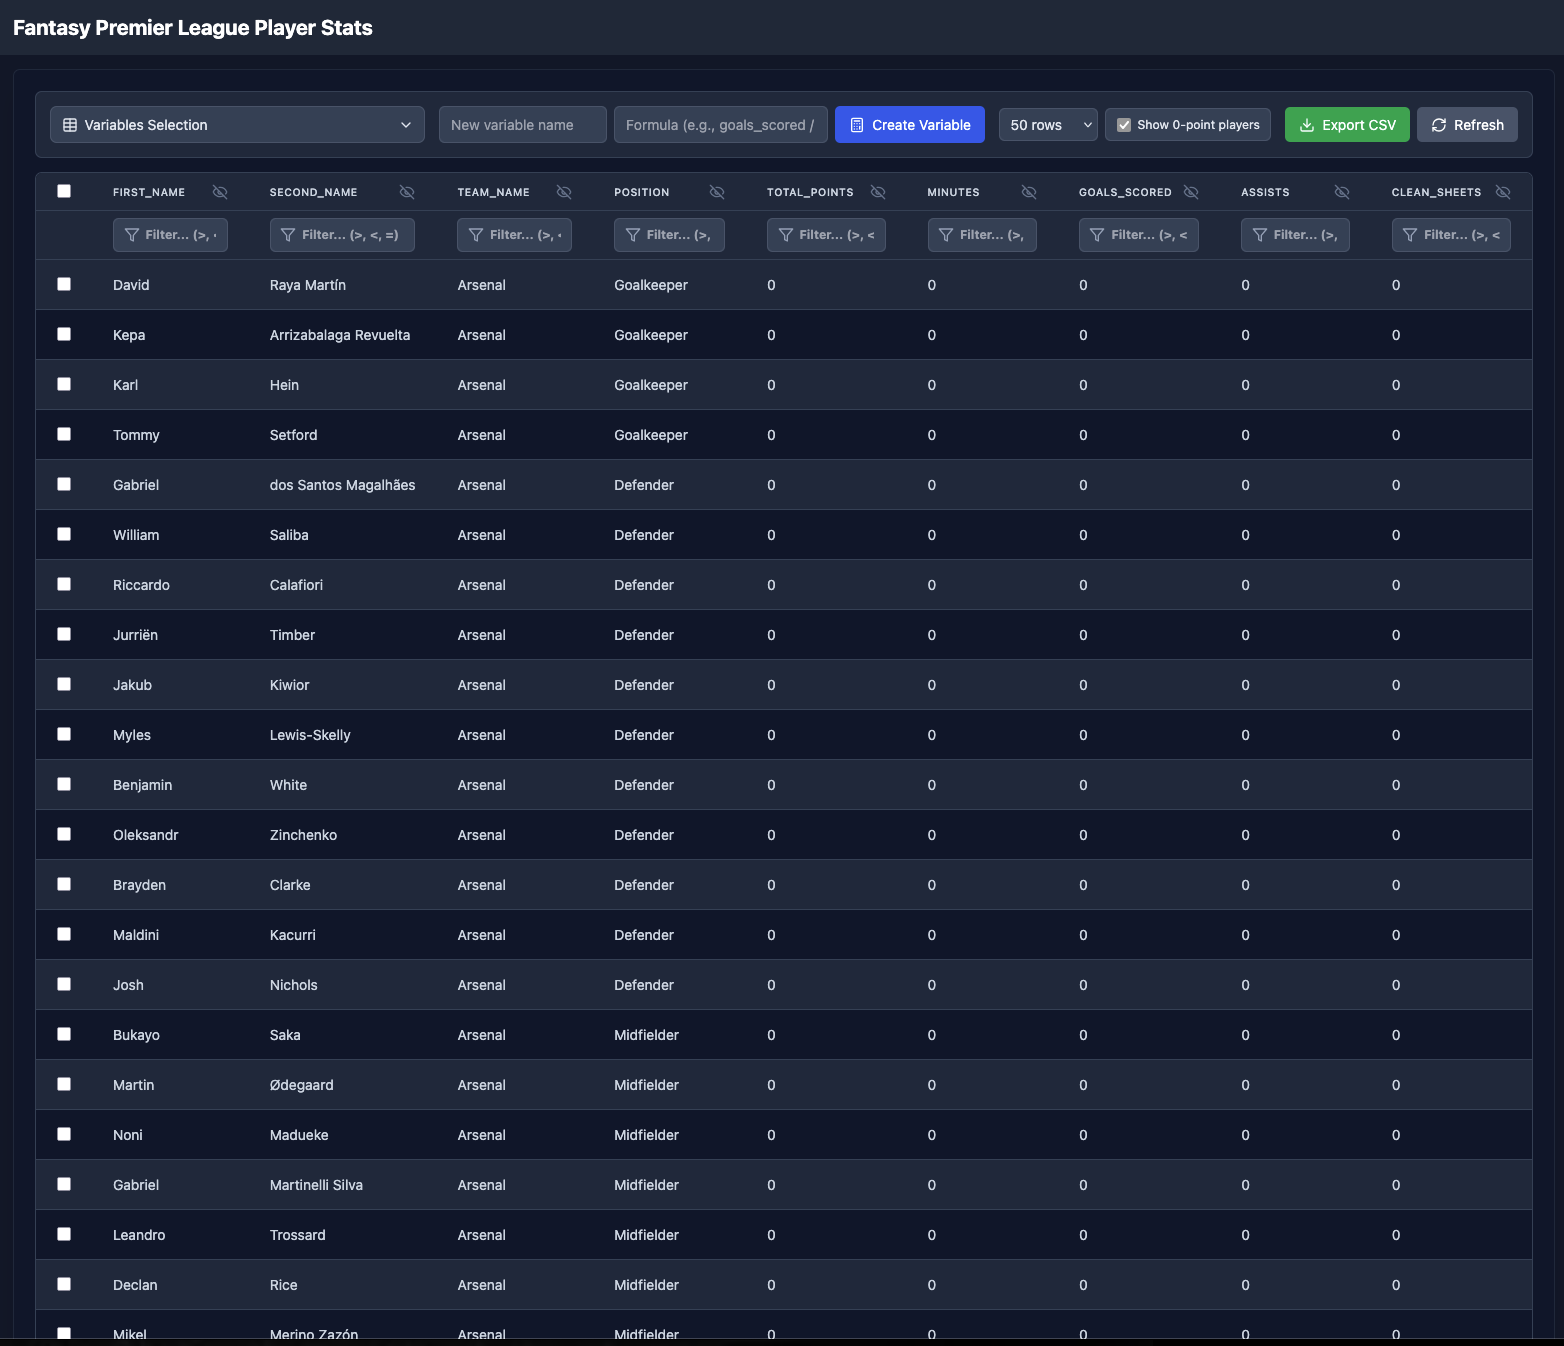 Fantasy Premier League Player Stats
Variables Selection New variable name Formula (e.g., goals_scored / Create Variable 50 rows Show 0-point players Export CSV Refresh
FIRST_NAME SECOND_NAME TEAM_NAME POSITION TOTAL_POINTS MINUTES GOALS_SCORED ASSISTS CLEAN_SHEETS
Filter... (>, Filter... (>, <, =) Filter... (>, Filter... (>, Filter... (>, < Filter... (>, Filter... (>, < Filter... (>, Filter... (>, <
David Raya Martín Arsenal Goalkeeper 0 0 0 0 0
Kepa Arrizabalaga Revuelta Arsenal Goalkeeper 0 0 0 0 0
Karl Hein Arsenal Goalkeeper 0 0 0 0 0
Tommy Setford Arsenal Goalkeeper 0 0 0 0 0
Gabriel dos Santos Magalhães Arsenal Defender 0 0 0 0 0
William Saliba Arsenal Defender 0 0 0 0 0
Riccardo Calafiori Arsenal Defender 0 0 0 0 0
Jurriën Timber Arsenal Defender 0 0 0 0 0
Jakub Kiwior Arsenal Defender 0 0 0 0 0
Myles Lewis-Skelly Arsenal Defender 0 0 0 0 0
Benjamin White Arsenal Defender 0 0 0 0 0
Oleksandr Zinchenko Arsenal Defender 0 0 0 0 0
Brayden Clarke Arsenal Defender 0 0 0 0 0
Maldini Kacurri Arsenal Defender 0 0 0 0 0
Josh Nichols Arsenal Defender 0 0 0 0 0
Bukayo Saka Arsenal Midfielder 0 0 0 0 0
Martin Ødegaard Arsenal Midfielder 0 0 0 0 0
Noni Madueke Arsenal Midfielder 0 0 0 0 0
Gabriel Martinelli Silva Arsenal Midfielder 0 0 0 0 0
Leandro Trossard Arsenal Midfielder 0 0 0 0 0
Declan Rice Arsenal Midfielder 0 0 0 0 0
Mikel Merino Zazón Arsenal Midfielder 0 0 0 0 0